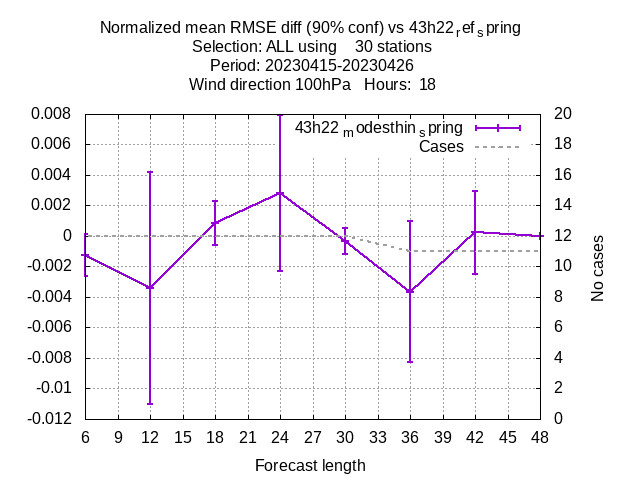 Normalized mean RMSE diff (90% conf) vs 43h22refspring
Selection: ALL using 30 stations
Period: 20230415-20230426
Wind direction 100hPa Hours: 18
43h22modesthinspring
Cases
0.008
0.006
0.004
0.002
0
-0.002
-0.004
-0.006
-0.008
-0.01
-0.012
20
18
16
14
12
10
8
6
4
2
0
No cases
6 9 12 15 18 21 24 27 30 33 36 39 42 45 48
Forecast length